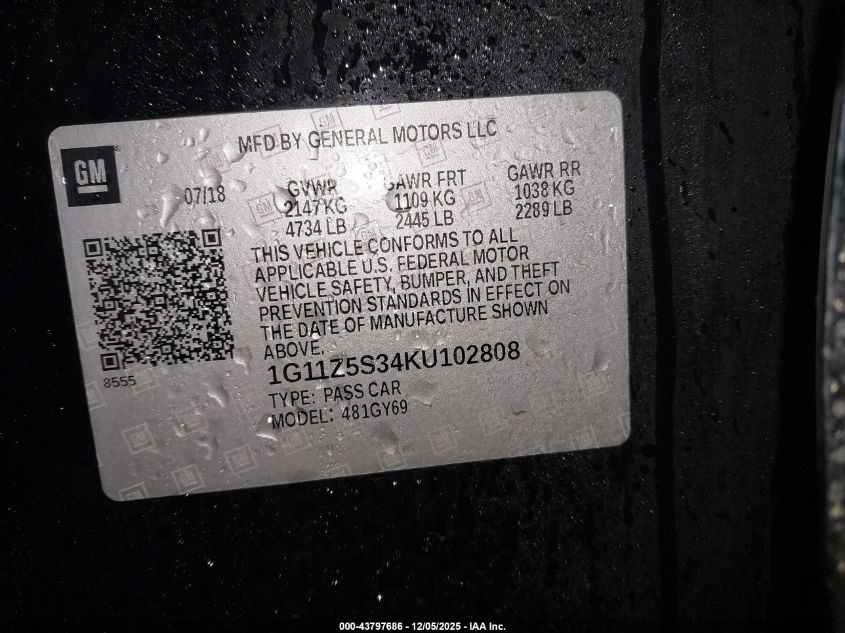 MFD BY GENERAL MOTORS LLC
GM
07/18
GVWR GAWR FRT GAWR RR
2147 KG 1109 KG 1038 KG
4734 LB 2445 LB 2289 LB
THIS VEHICLE CONFORMS TO ALL
APPLICABLE U.S. FEDERAL MOTOR
VEHICLE SAFETY, BUMPER, AND THEFT
PREVENTION STANDARDS IN EFFECT ON
THE DATE OF MANUFACTURE SHOWN
ABOVE.
8555
1G11Z5S34KU102808
TYPE: PASS CAR
MODEL: 481GY69
000-43797686 - 12/05/2025 - IAA Inc.